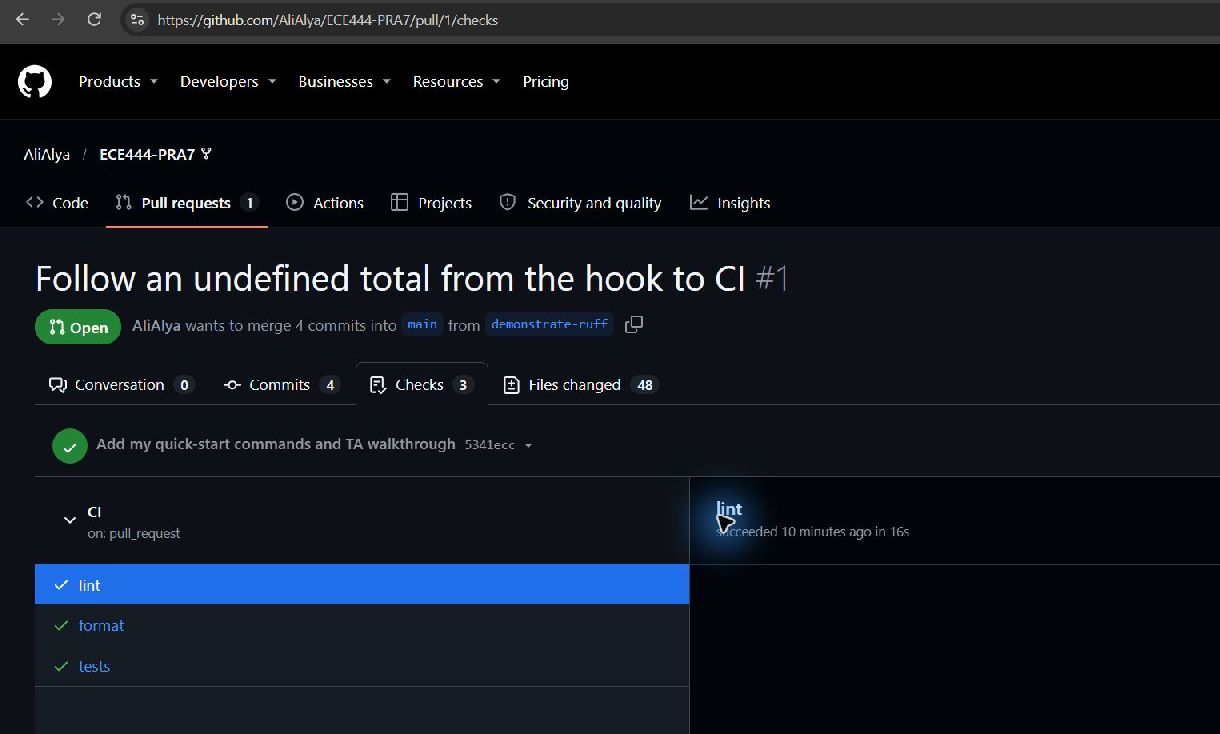 https://github.com/AliAlya/ECE444-PRA7/pull/1/checks
Products Developers Businesses Resources Pricing
AliAlya / ECE444-PRA7
Code Pull requests 1 Actions Projects Security and quality Insights
Follow an undefined total from the hook to CI #1
Open AliAlya wants to merge 4 commits into main from demonstrate-ruff
Conversation 0 Commits 4 Checks 3 Files changed 48
Add my quick-start commands and TA walkthrough 5341ecc
CI
on: pull_request
lint
format
tests
lint
succeeded 10 minutes ago in 16s